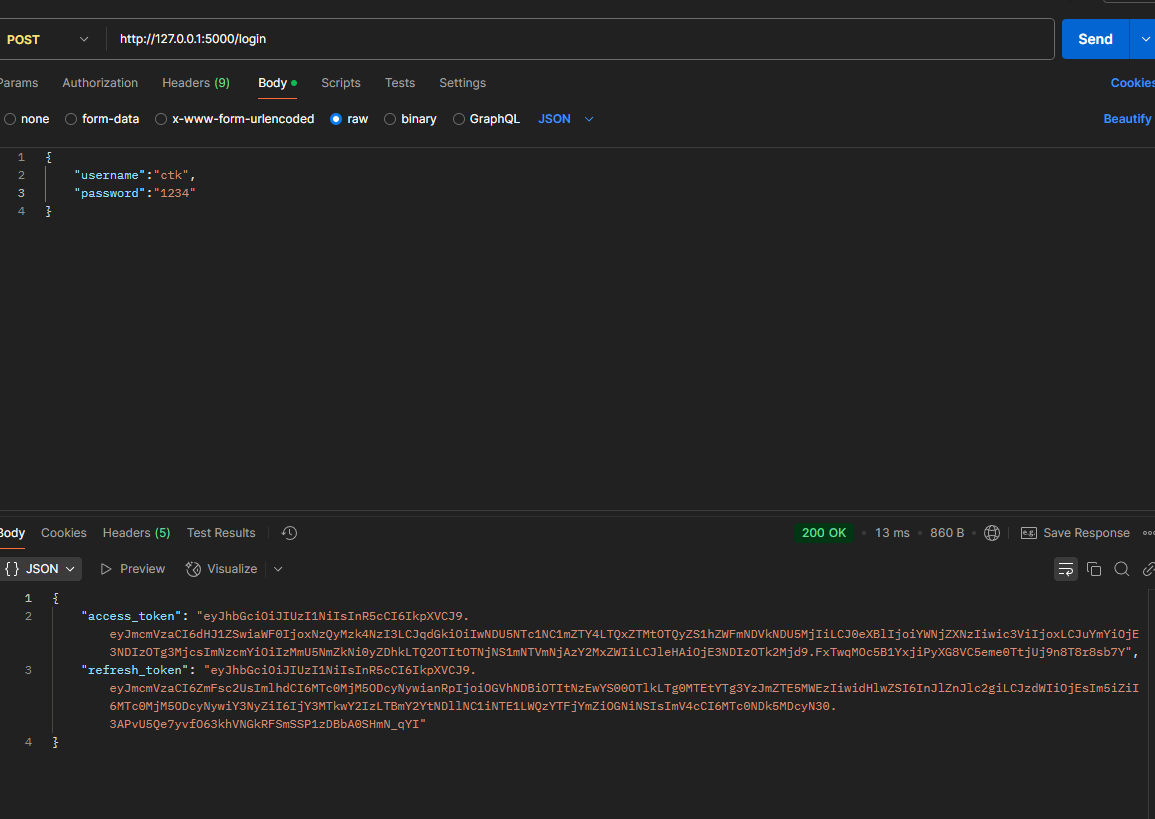 POST http://127.0.0.1:5000/login Send
Params Authorization Headers (9) Body Scripts Tests Settings Cookies
none form-data x-www-form-urlencoded raw binary GraphQL JSON Beautify
1 {
2 "username":"ctk",
3 "password":"1234"
4 }
Body Cookies Headers (5) Test Results 200 OK • 13 ms • 860 B e.g. Save Response
{} JSON Preview Visualize
1 {
2 "access_token": "eyJhbGciOiJIUzI1NiIsInR5cCI6IkpXVCJ9.
eyJmcmVzaCI6dHJ1ZSwiaWF0IjoxNzQyMzk4NzI3LCJqdGkiOiIwNDU5NTc1NC1mZTY4LTQxZTMtOTQyZS1hZWFmNDVkNDU5MjIiLCJ0eXBlIjoiYWNjZXNzIiwic3ViIjoxLCJuYmYiOjE
3NDIzOTg3MjcsImNzcmYiOiIzMmU5NmZkNi0yZDhkLTQ2OTItOTNjNS1mNTVmNjAzY2MxZWIiLCJleHAiOjE3NDIzOTk2Mjd9.FxTwqMOc5B1YxjiPyXG8VC5eme0TtjUj9n8T8r8sb7Y",
3 "refresh_token": "eyJhbGciOiJIUzI1NiIsInR5cCI6IkpXVCJ9.
eyJmcmVzaCI6ZmFsc2UsImlhdCI6MTc0MjM5ODcyNywianRpIjoiOGVhNDBiOTItNzEwYS00OTlkLTg0MTEtYTg3YzJmZTE5MWEzIiwidHlwZSI6InJlZnJlc2giLCJzdWIiOjEsIm5iZiI
6MTc0MjM5ODcyNywiY3NyZiI6IjY3MTkwY2IzLTBmY2YtNDllNC1iNTE1LWQzYTFjYmZiOGNiNSIsImV4cCI6MTc0NDk5MDcyN30.
3APvU5Qe7yvfO63khVNGkRFSmSSP1zDBbA0SHmN_qYI"
4 }